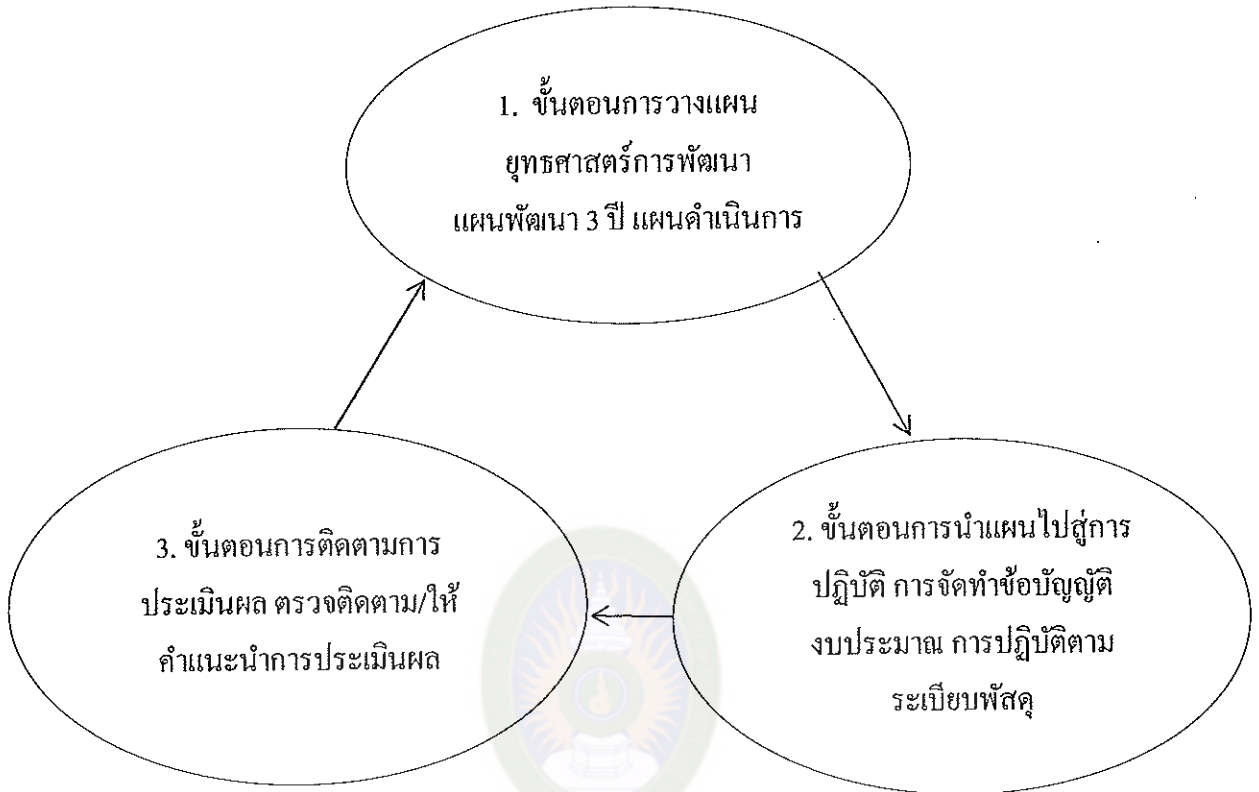 1. ขั้นตอนการวางแผน
ยุทธศาสตร์การพัฒนา
แผนพัฒนา 3 ปี แผนดำเนินการ
2. ขั้นตอนการนำแผนไปสู่การ
ปฏิบัติ การจัดทำข้อบัญญัติ
งบประมาณ การปฏิบัติตาม
ระเบียบพัสดุ
3. ขั้นตอนการติดตามการ
ประเมินผล ตรวจติดตาม/ให้
คำแนะนำการประเมินผล